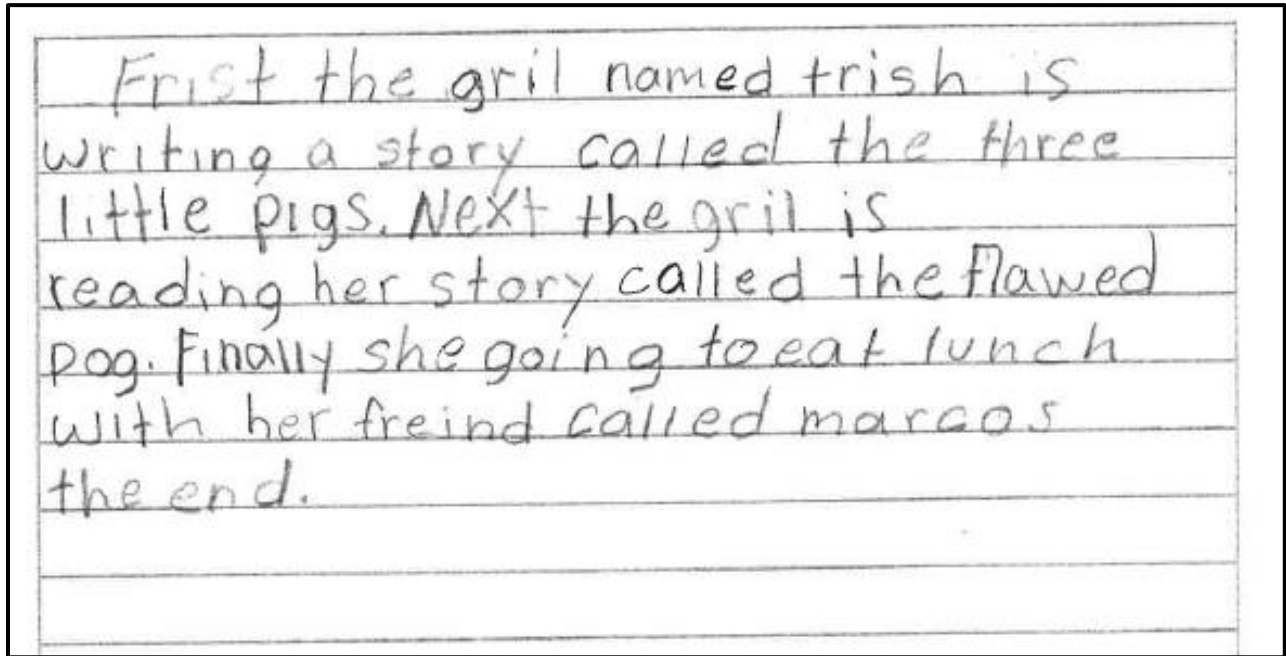 Frist the gril named trish is
writing a story called the three
little pigs. Next the gril is
reading her story called the flawed
pog. Finally she going to eat lunch
with her freind called marcos
the end.